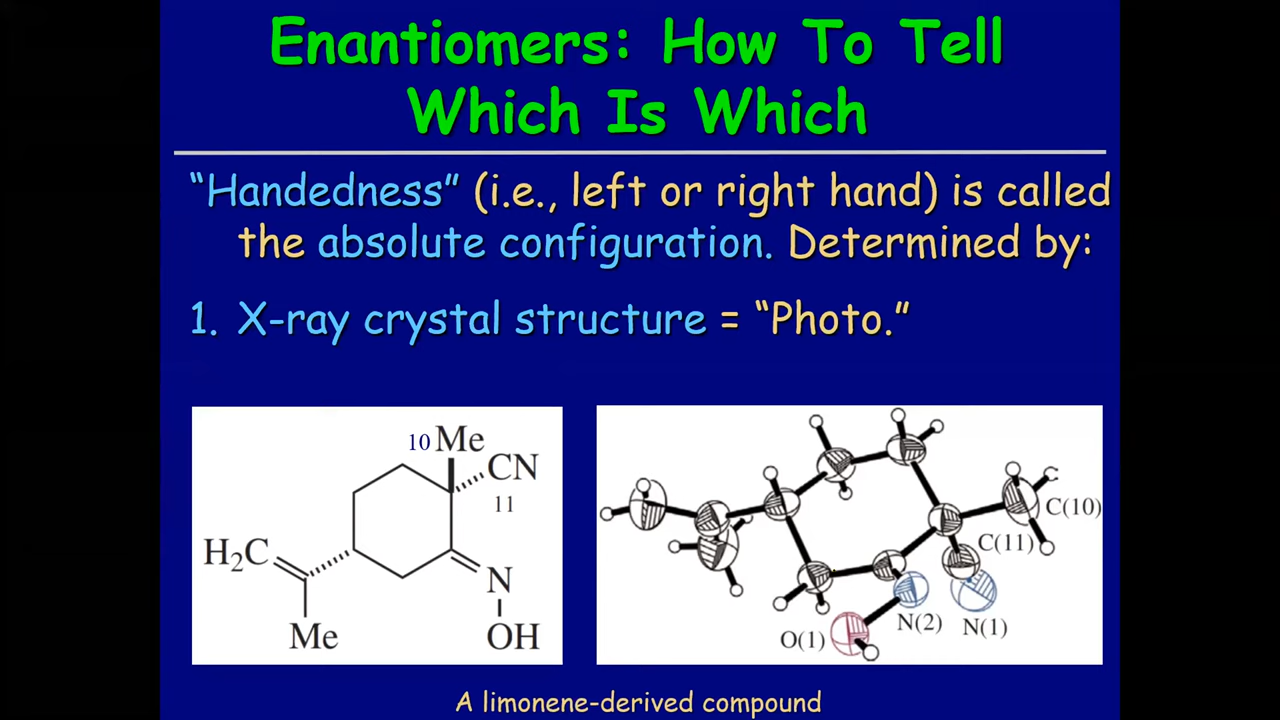 Enantiomers: How To Tell
Which Is Which
“Handedness” (i.e., left or right hand) is called
the absolute configuration. Determined by:
1. X-ray crystal structure = “Photo.”
10 Me
CN
11
H₂C
N
OH
Me
C(10)
C(11)
N(2)
N(1)
O(1)
A limonene-derived compound